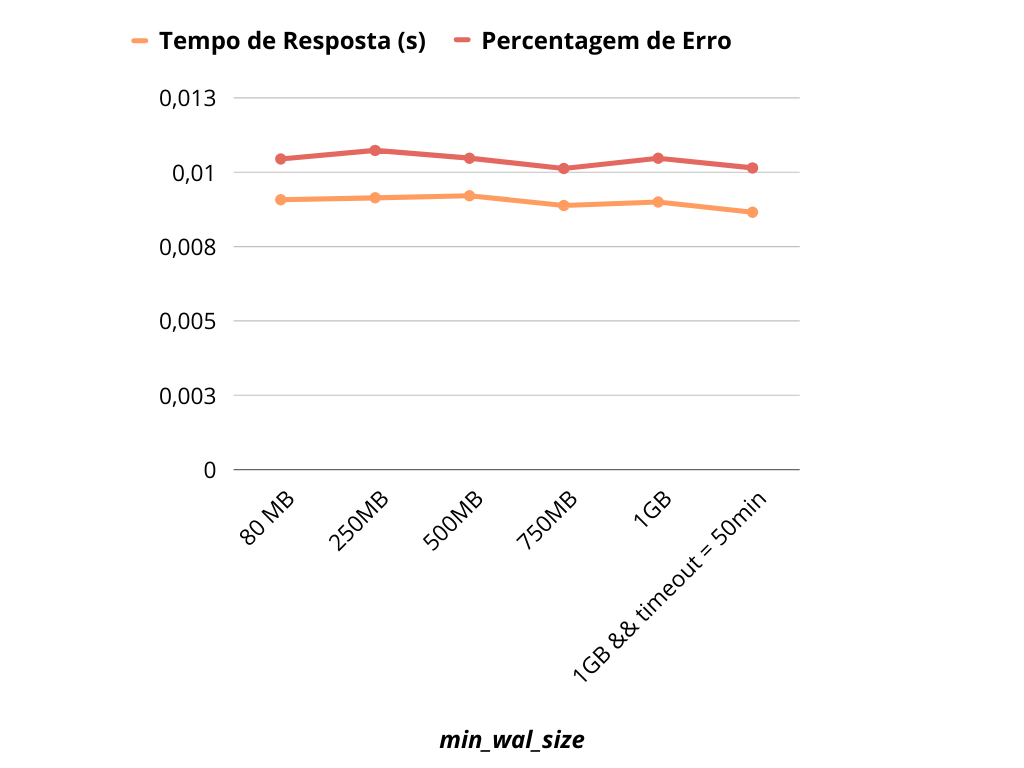 Tempo de Resposta (s) Percentagem de Erro
0,013
0,01
0,008
0,005
0,003
0
80 MB
250MB
500MB
750MB
1GB
1GB && timeout = 50min
min_wal_size